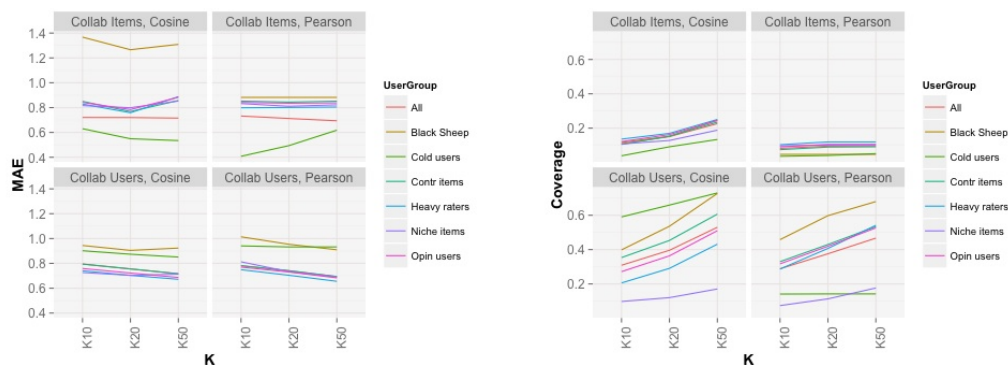 Collab Items, Cosine
Collab Items, Pearson
1.4
1.2
1.0
0.8
0.6
0.4
Collab Users, Cosine
Collab Users, Pearson
1.4
1.2
1.0
0.8
0.6
0.4
MAE
K10
K20
K50
K10
K20
K50
K
UserGroup
All
Black Sheep
Cold users
Contr items
Heavy raters
Niche items
Opin users
Collab Items, Cosine
Collab Items, Pearson
0.6
0.4
0.2
Collab Users, Cosine
Collab Users, Pearson
0.6
0.4
0.2
Coverage
K10
K20
K50
K10
K20
K50
K
UserGroup
All
Black Sheep
Cold users
Contr items
Heavy raters
Niche items
Opin users